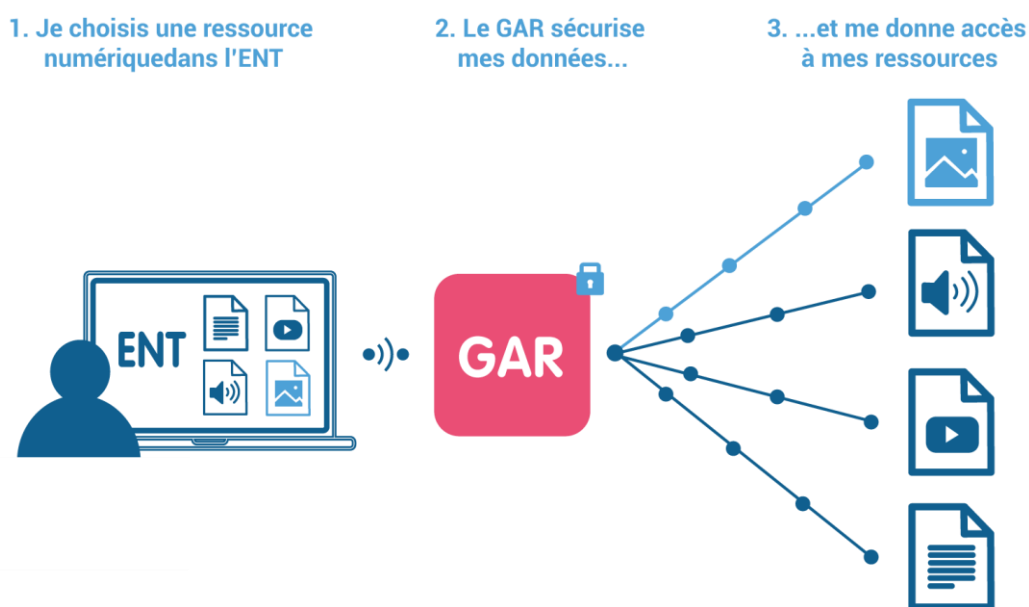 1. Je choisis une ressource
numériquedans l'ENT
2. Le GAR sécurise
mes données...
3. ...et me donne accès
à mes ressources
ENT
GAR